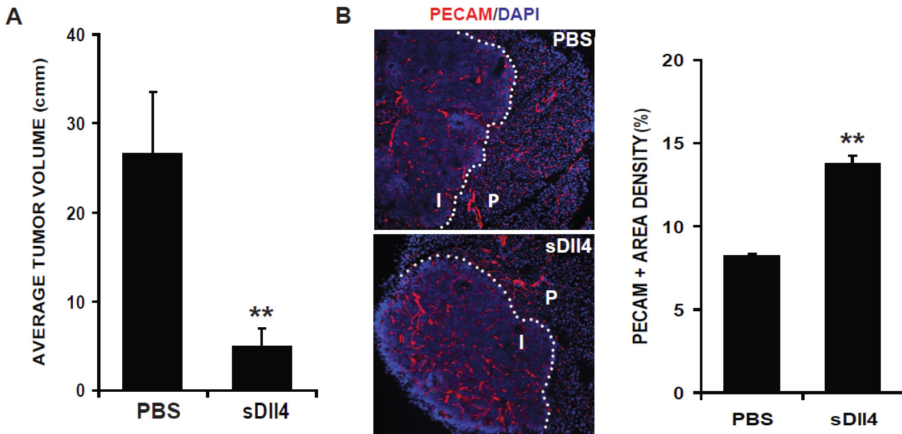 A
AVERAGE TUMOR VOLUME (cmm)
40
30
20
10
0
**
PBS
sDll4
B
PECAM/DAPI
PBS
I
P
sDll4
P
I
PECAM + AREA DENSITY (%)
20
15
10
5
0
**
PBS
sDll4